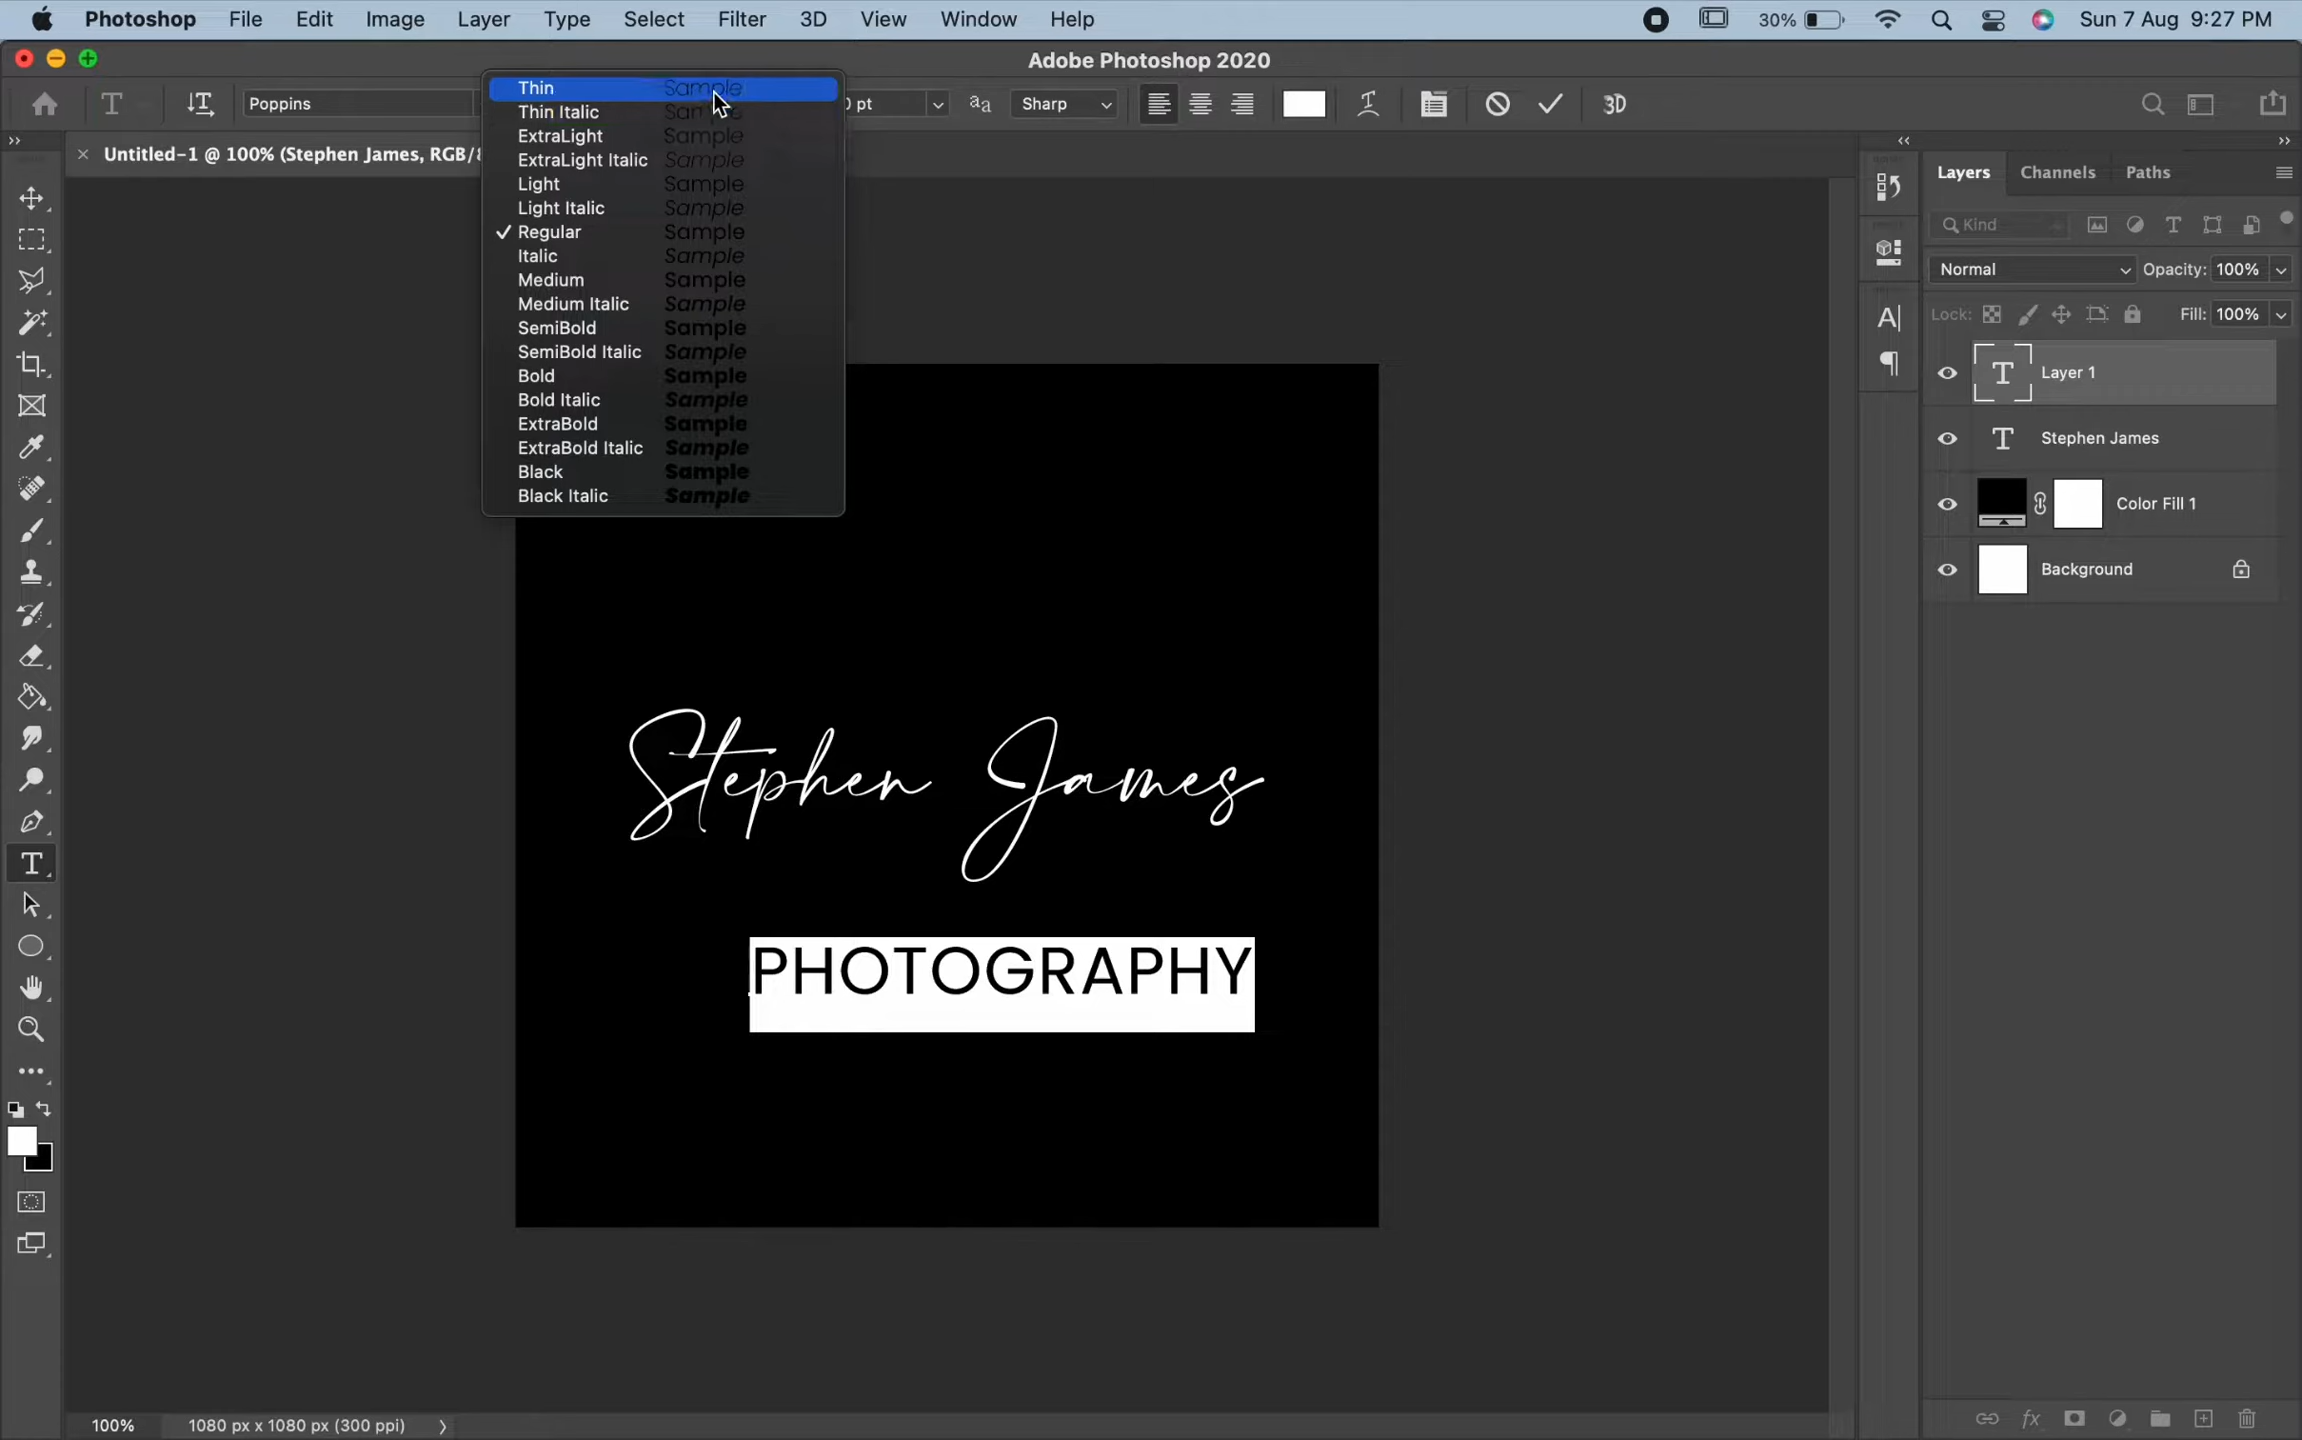 Photoshop File Edit Image Layer Type Select Filter 3D View Window Help 30% Sun 7 Aug 9:27 PM
Adobe Photoshop 2020
Poppins pt aa Sharp 3D
Untitled-1 @ 100% (Stephen James, RGB/
Thin Sample
Thin Italic Sample
ExtraLight Sample
ExtraLight Italic Sample
Light Sample
Light Italic Sample
Regular Sample
Italic Sample
Medium Sample
Medium Italic Sample
SemiBold Sample
SemiBold Italic Sample
Bold Sample
Bold Italic Sample
ExtraBold Sample
ExtraBold Italic Sample
Black Sample
Black Italic Sample
Stephen James
PHOTOGRAPHY
Layers Channels Paths
Kind
Normal Opacity: 100%
Lock: Fill: 100%
Layer 1
Stephen James
Color Fill 1
Background
100% 1080 px x 1080 px (300 ppi)
fx